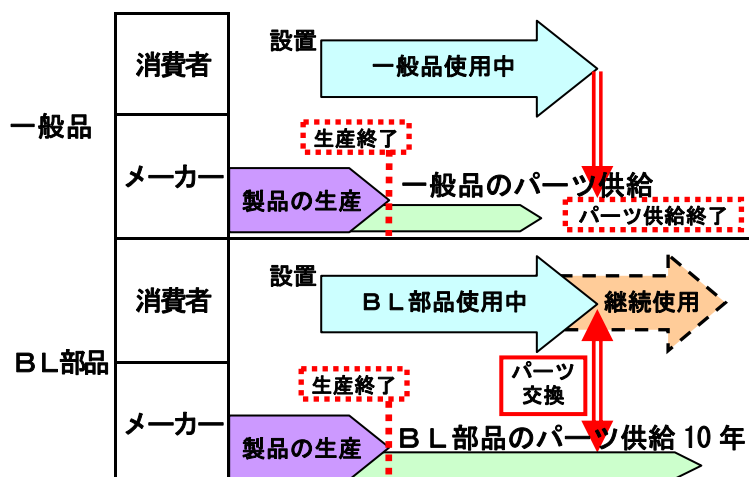 一般品
消費者
設置
一般品使用中
メーカー
生産終了
製品の生産
一般品のパーツ供給
パーツ供給終了
BL部品
消費者
設置
BL部品使用中
継続使用
パーツ
交換
メーカー
生産終了
製品の生産
BL部品のパーツ供給10年